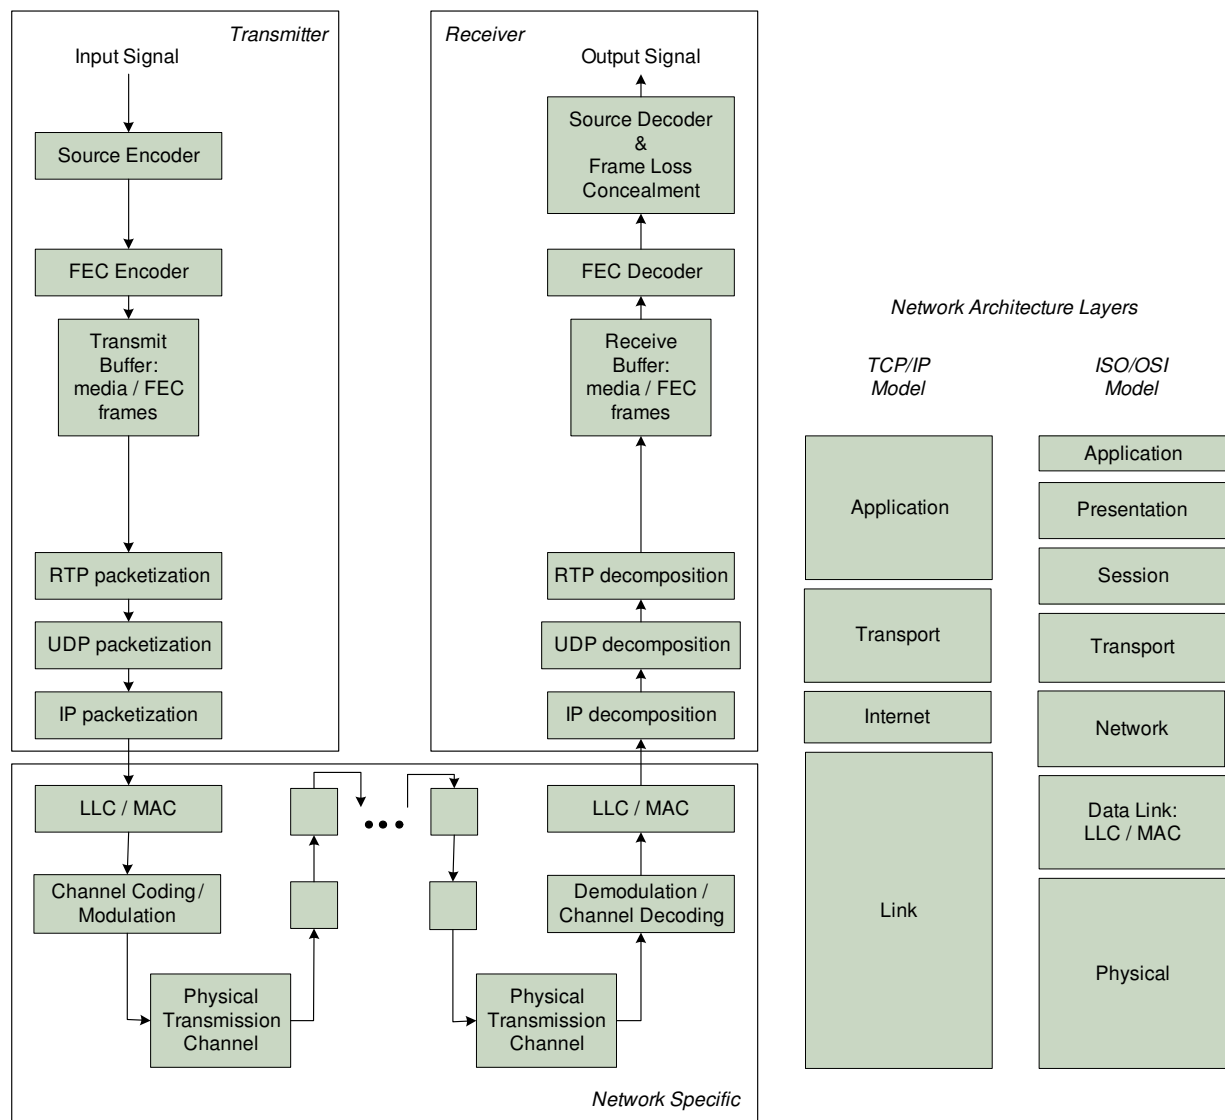 Transmitter
Input Signal
Source Encoder
FEC Encoder
Transmit
Buffer:
media / FEC
frames
RTP packetization
UDP packetization
IP packetization
Receiver
Output Signal
Source Decoder
&
Frame Loss
Concealment
FEC Decoder
Receive
Buffer:
media / FEC
frames
RTP decomposition
UDP decomposition
IP decomposition
LLC / MAC
Channel Coding /
Modulation
Physical
Transmission
Channel
LLC / MAC
Demodulation /
Channel Decoding
Physical
Transmission
Channel
Network Specific
Network Architecture Layers
TCP/IP
Model
Application
Transport
Internet
Link
ISO/OSI
Model
Application
Presentation
Session
Transport
Network
Data Link:
LLC / MAC
Physical